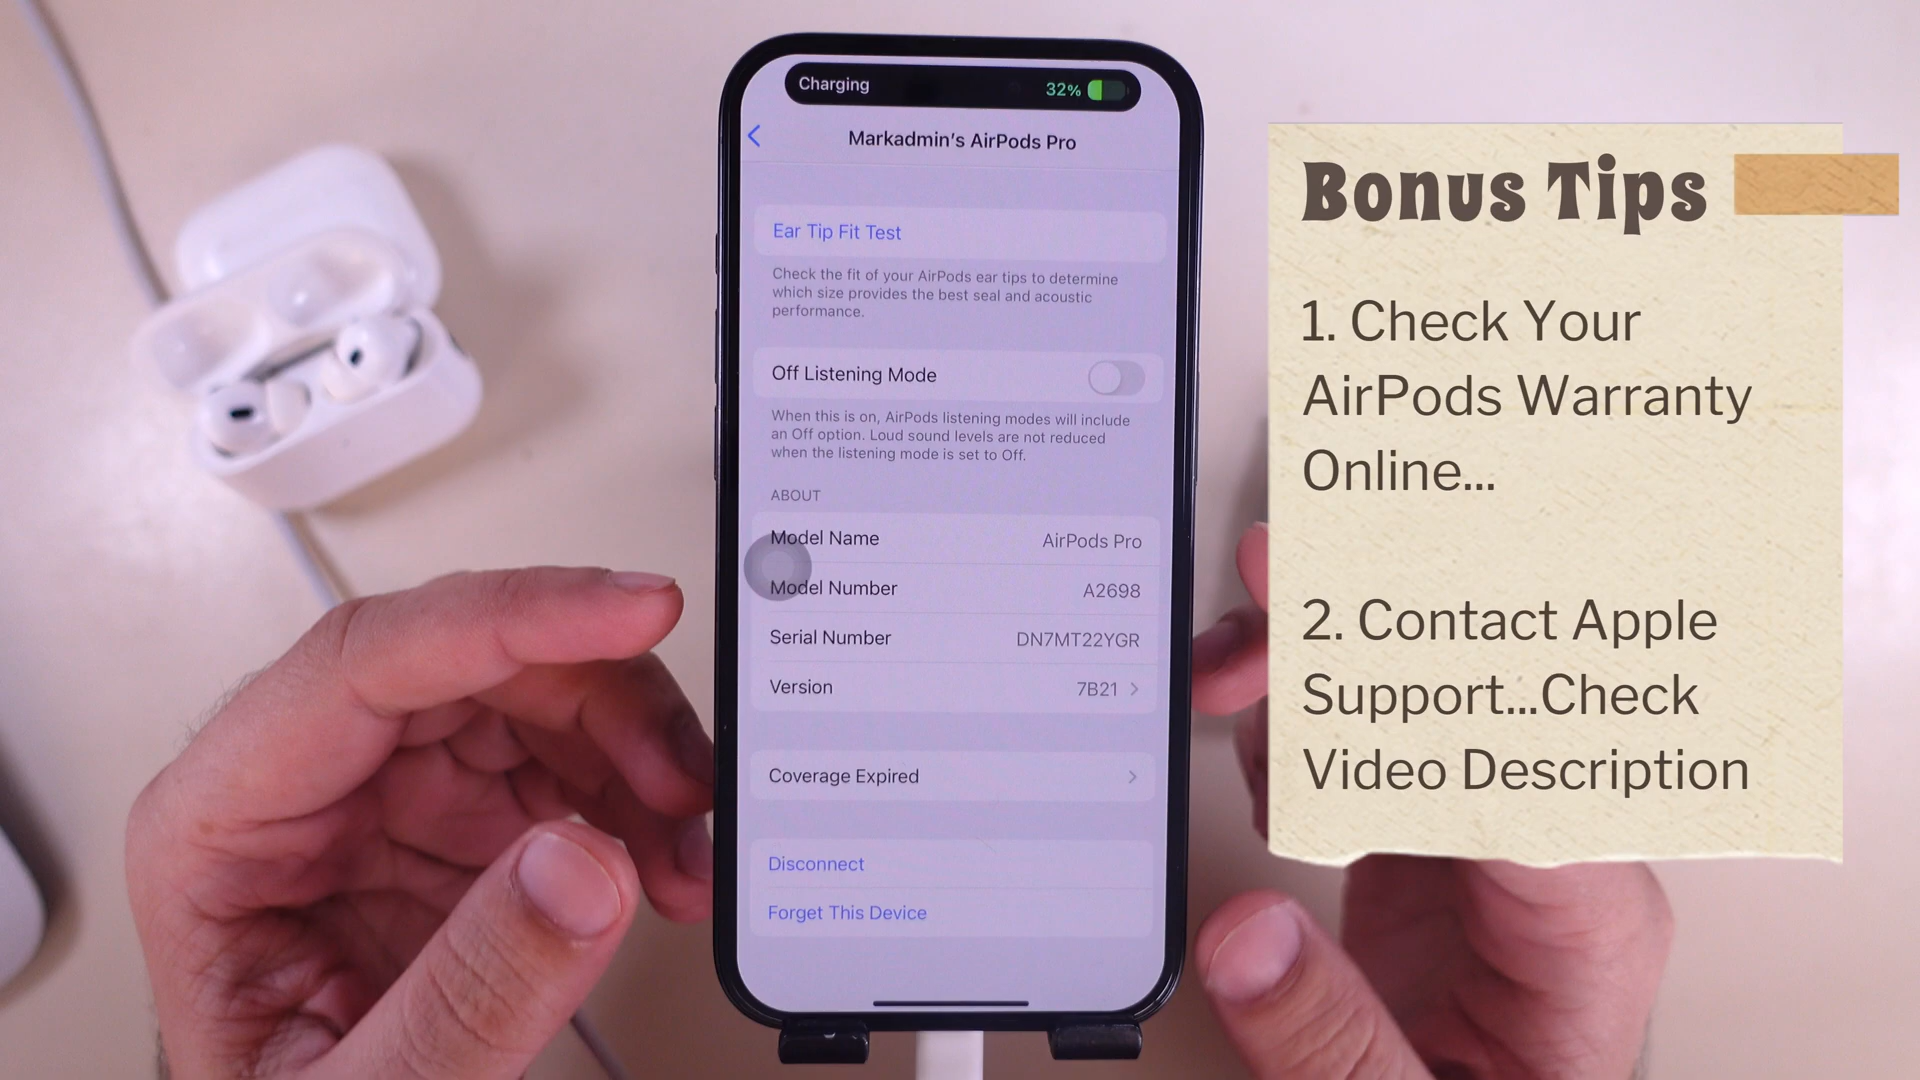 Charging
32%
Markadmin's AirPods Pro
Ear Tip Fit Test
Check the fit of your AirPods ear tips to determine
which size provides the best seal and acoustic
performance.
Off Listening Mode
When this is on, AirPods listening modes will include
an Off option. Loud sound levels are not reduced
when the listening mode is set to Off.
ABOUT
Model Name AirPods Pro
Model Number A2698
Serial Number DN7MT22YGR
Version 7B21
Coverage Expired
Disconnect
Forget This Device
Bonus Tips
1. Check Your
AirPods Warranty
Online...
2. Contact Apple
Support...Check
Video Description